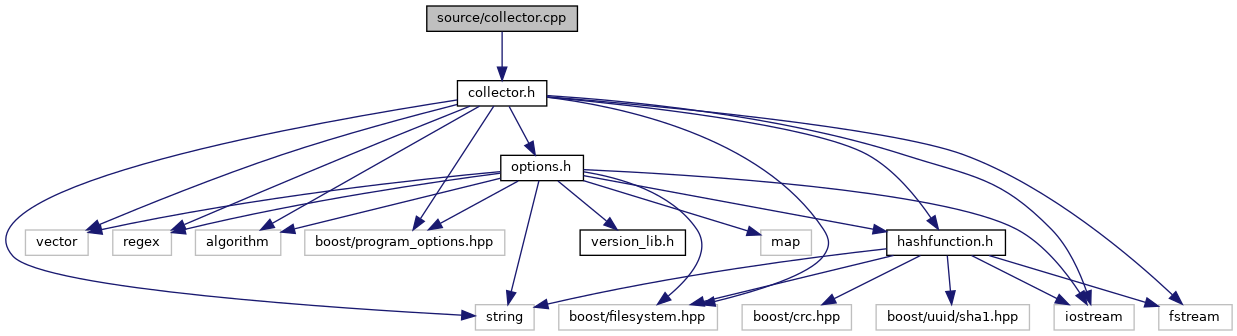 source/collector.cpp
collector.h
options.h
vector
regex
algorithm
boost/program_options.hpp
version_lib.h
map
hashfunction.h
string
boost/filesystem.hpp
boost/crc.hpp
boost/uuid/sha1.hpp
iostream
fstream